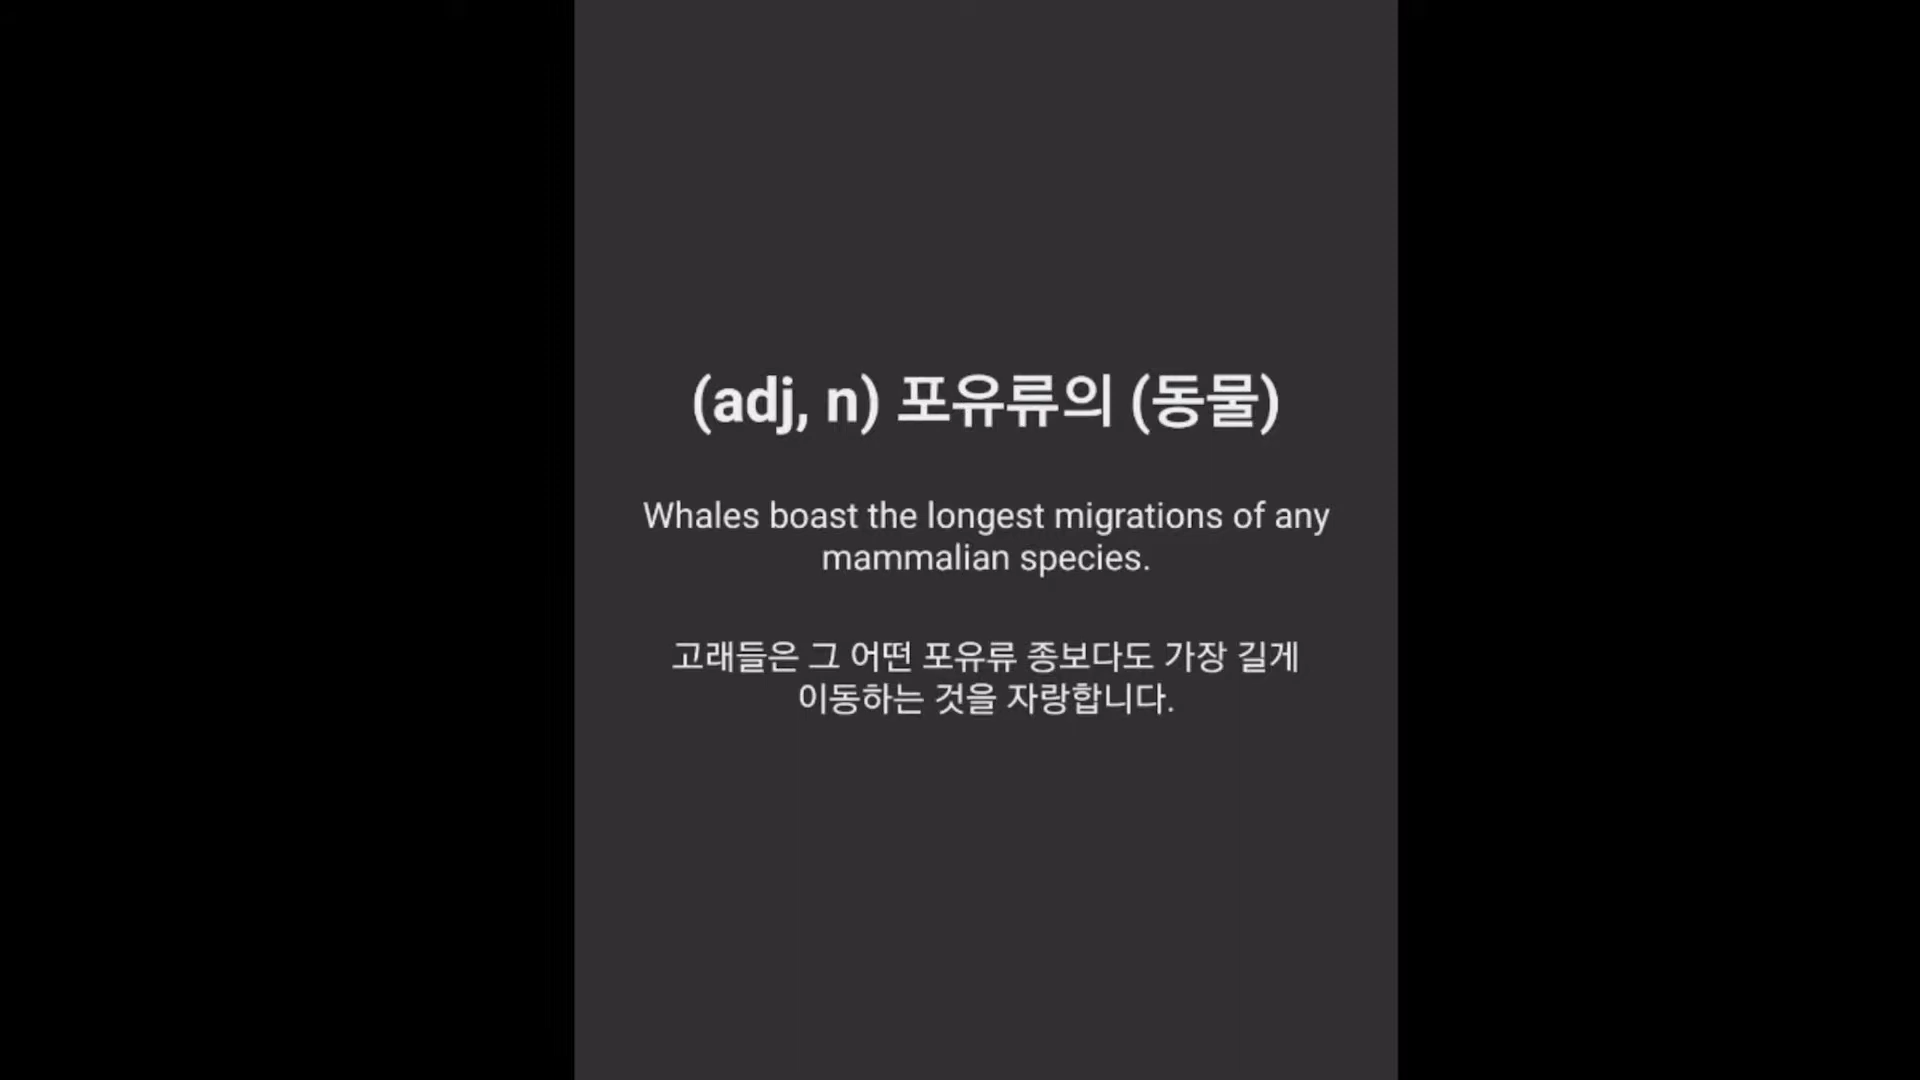 (adj, n) 포유류의 (동물)
Whales boast the longest migrations of any
mammalian species.
고래들은 그 어떤 포유류 종보다도 가장 길게
이동하는 것을 자랑합니다.